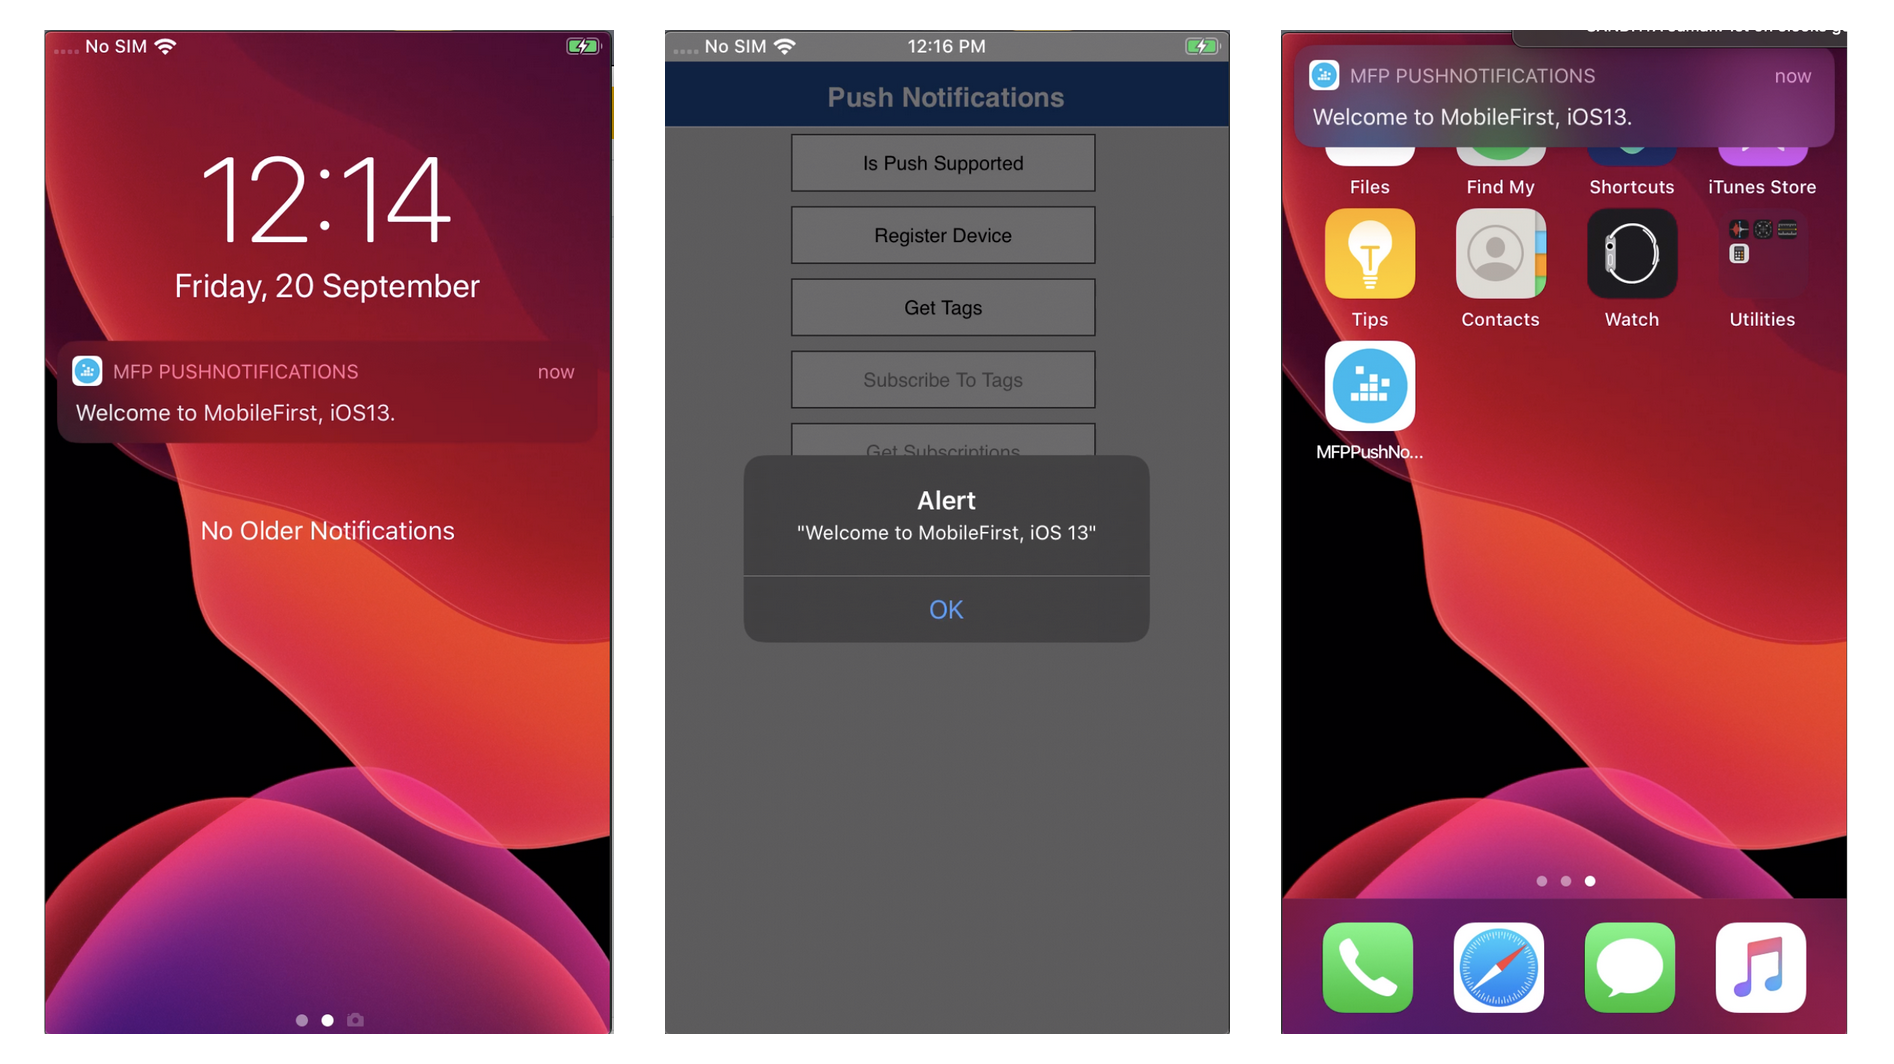 No SIM
12:14
Friday, 20 September
MFP PUSHNOTIFICATIONS now
Welcome to MobileFirst, iOS13.
No Older Notifications
No SIM 12:16 PM
Push Notifications
Is Push Supported
Register Device
Get Tags
Subscribe To Tags
Get Subscriptions
Alert
"Welcome to MobileFirst, iOS 13"
OK
MFP PUSHNOTIFICATIONS now
Welcome to MobileFirst, iOS13.
Files Find My Shortcuts iTunes Store
Tips Contacts Watch Utilities
MFPPushNo...